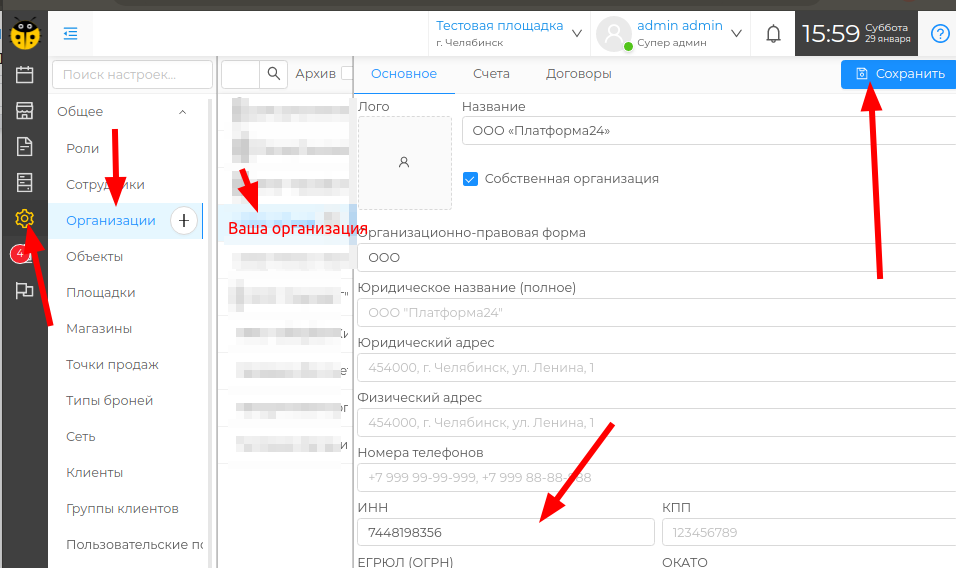 Тестовая площадка
г. Челябинск
admin admin
Супер админ
15:59
Суббота
29 января
Поиск настроек...
Общее
Роли
Сотрудники
Организации
Объекты
Площадки
Магазины
Точки продаж
Типы броней
Сеть
Клиенты
Группы клиентов
Пользовательские
Архив
Ваша организация
Основное
Счета
Договоры
Сохранить
Лого
Название
ООО «Платформа24»
Собственная организация
Организационно-правовая форма
ООО
Юридическое название (полное)
ООО "Платформа24"
Юридический адрес
454000, г. Челябинск, ул. Ленина, 1
Физический адрес
454000, г. Челябинск, ул. Ленина, 1
Номера телефонов
+7 999 99-99-999, +7 999 88-88-888
ИНН
КПП
7448198356
123456789
ЕГРЮЛ (ОГРН)
ОКАТО